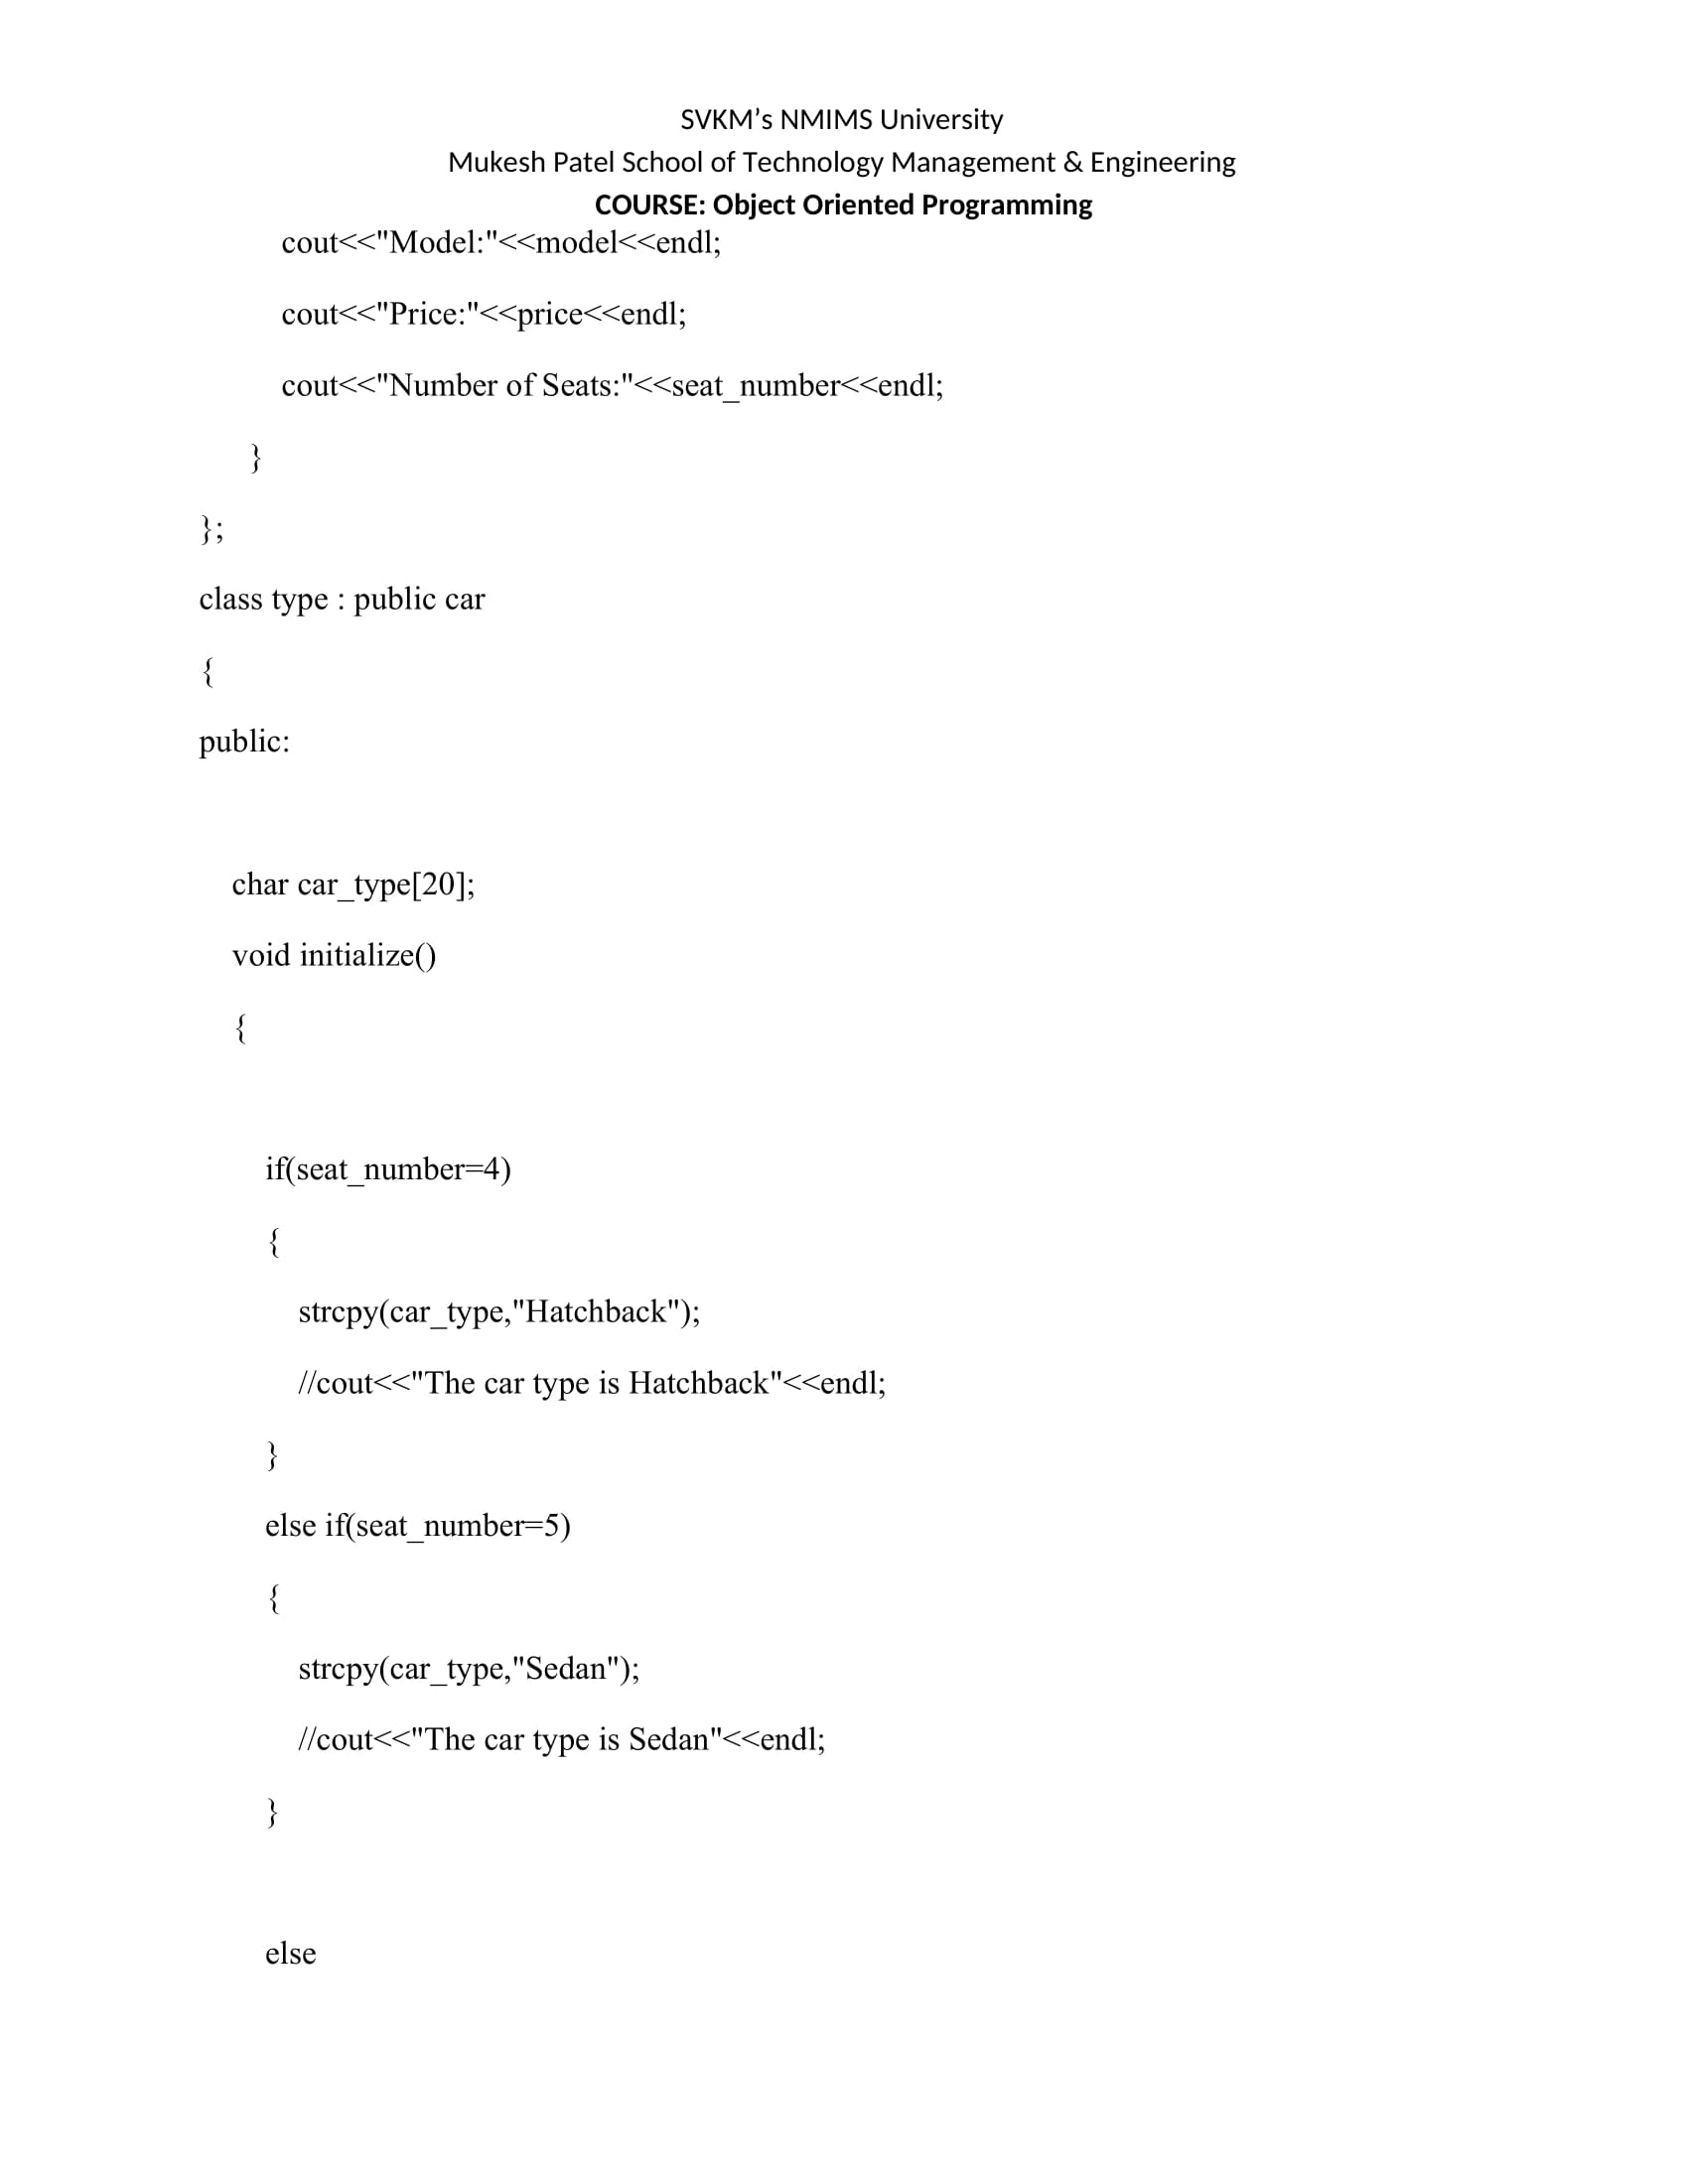 SVKM’s NMIMS University
Mukesh Patel School of Technology Management & Engineering
COURSE: Object Oriented Programming
cout<<"Model:"<<model<<endl;
cout<<"Price:"<<price<<endl;
cout<<"Number of Seats:"<<seat_number<<endl;
}
};
class type : public car
{
public:
char car_type[20];
void initialize()
{
if(seat_number=4)
{
strcpy(car_type,"Hatchback");
//cout<<"The car type is Hatchback"<<endl;
}
else if(seat_number=5)
{
strcpy(car_type,"Sedan");
//cout<<"The car type is Sedan"<<endl;
}
else